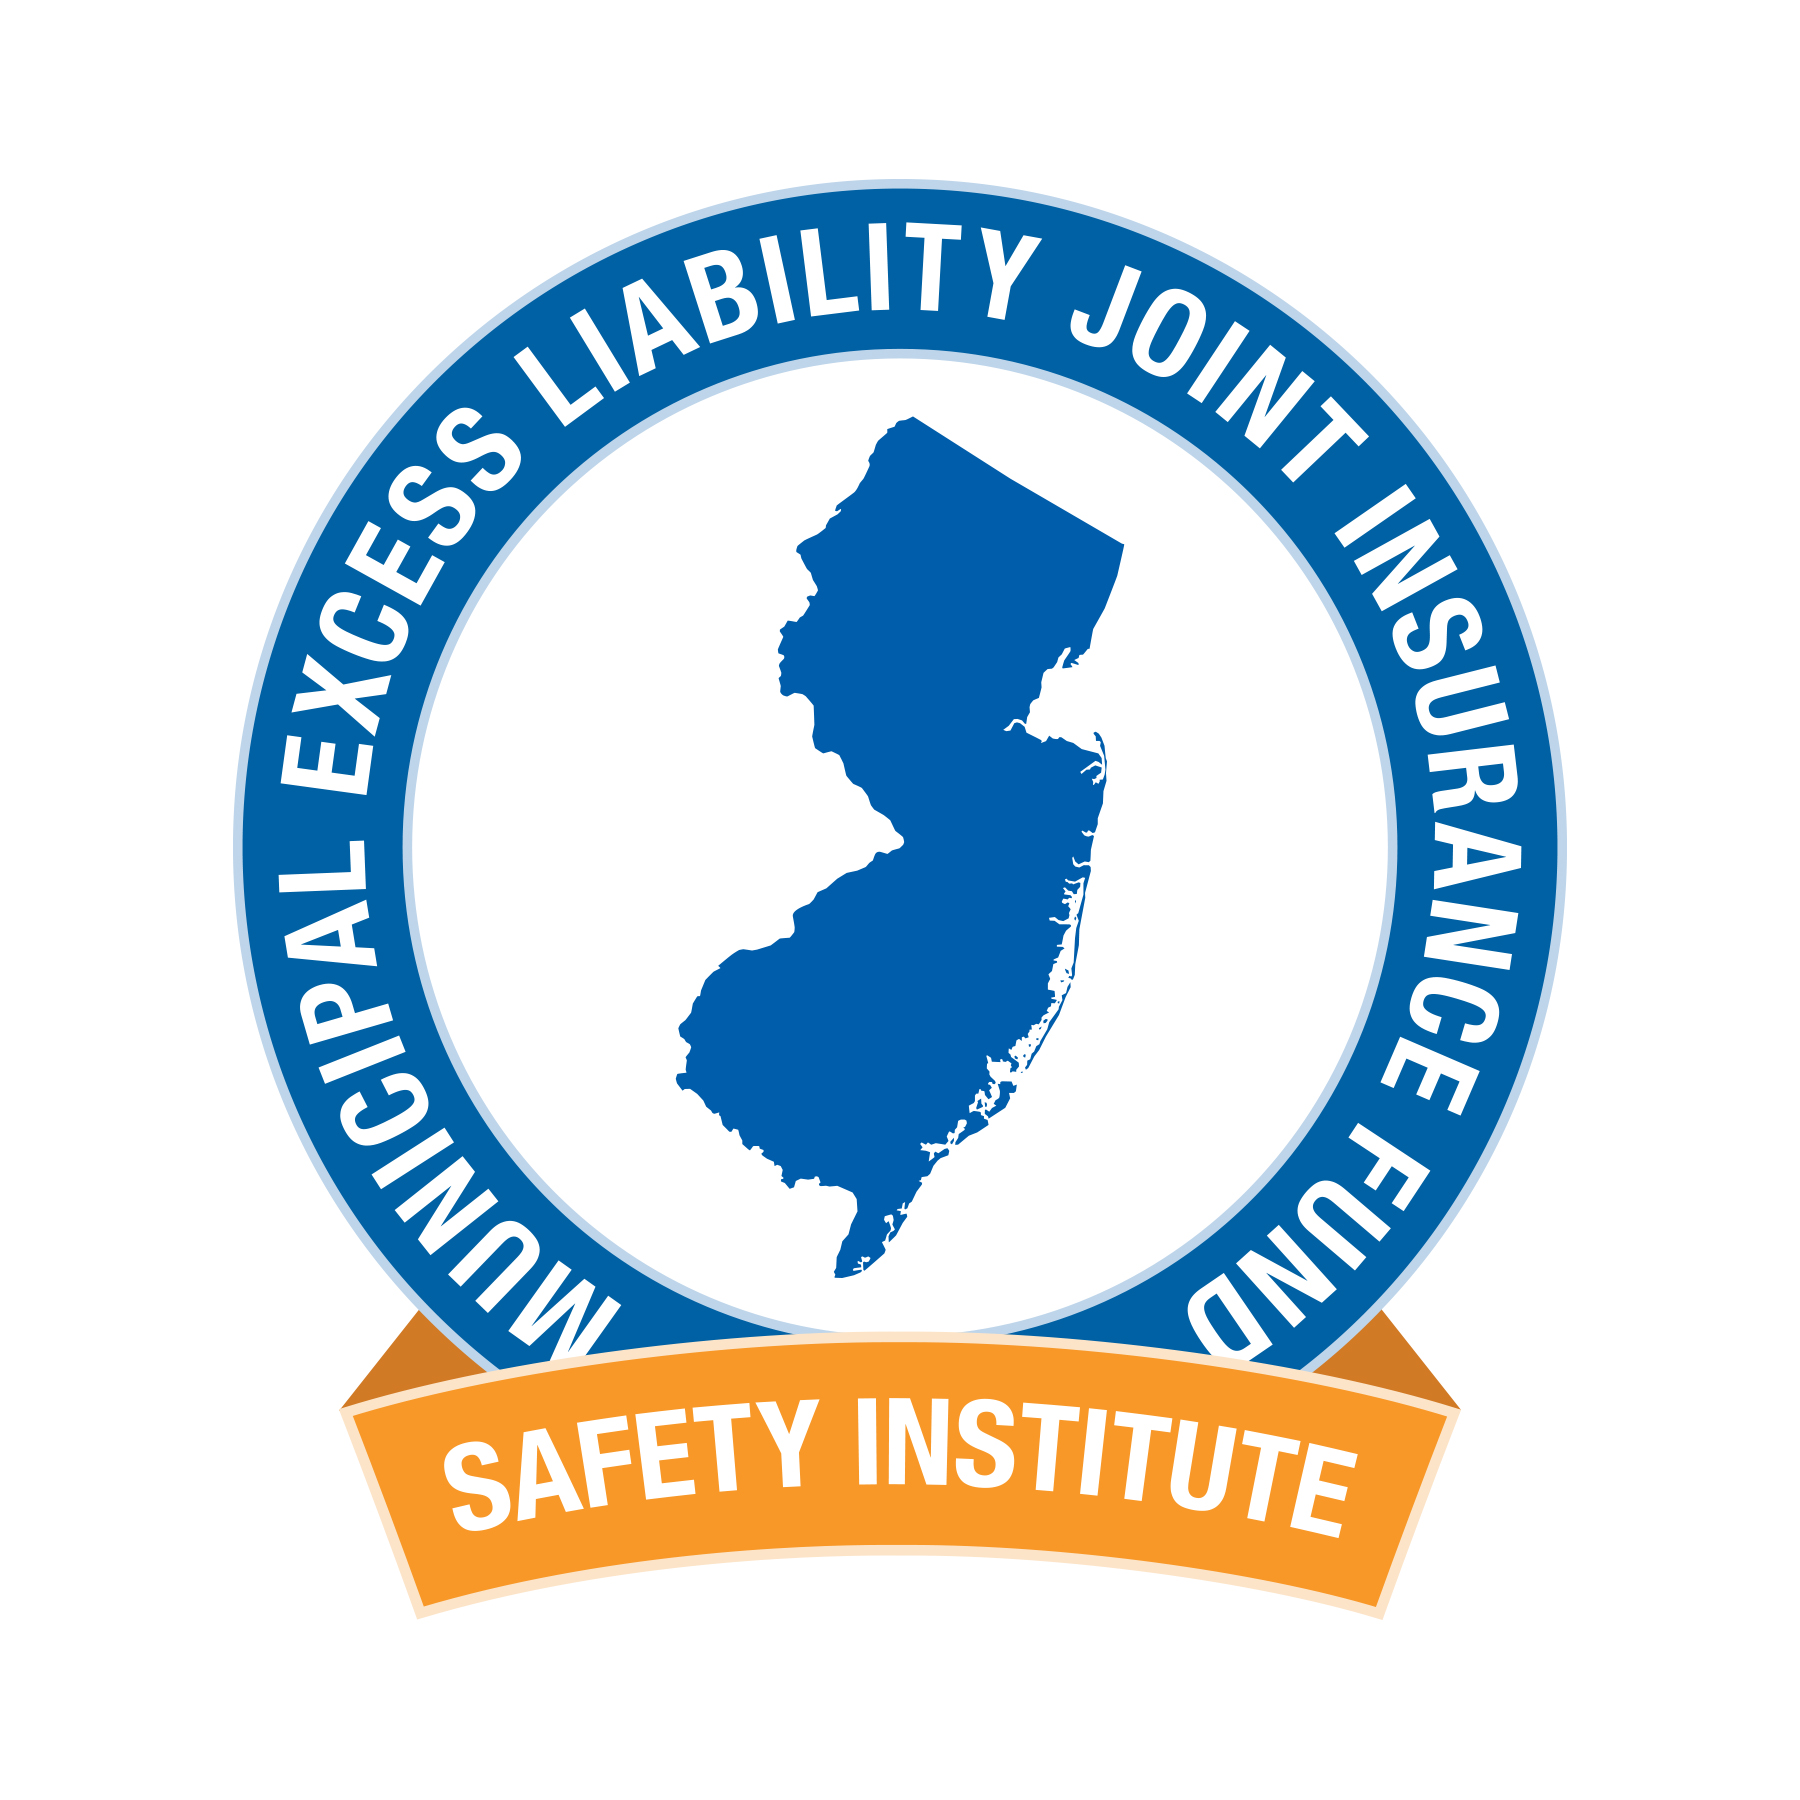 MUNICIPAL EXCESS LIABILITY JOINT INSURANCE FUND
SAFETY INSTITUTE